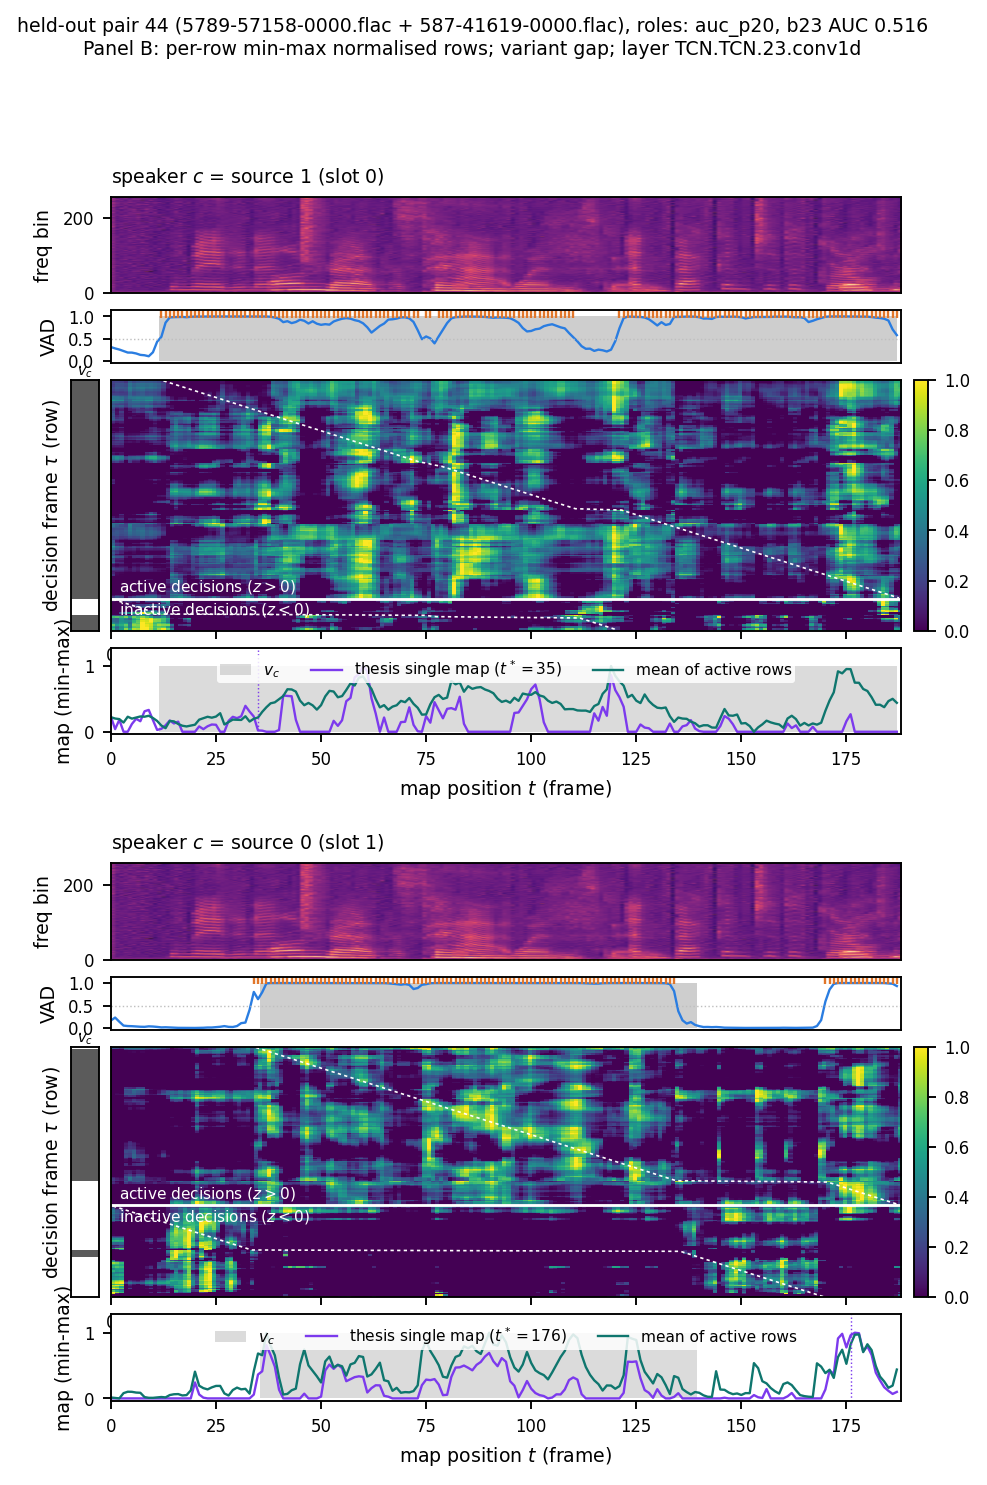 held-out pair 44 (5789-57158-0000.flac + 587-41619-0000.flac), roles: auc_p20, b23 AUC 0.516
Panel B: per-row min-max normalised rows; variant gap; layer TCN.TCN.23.conv1d
speaker c = source 1 (slot 0)
freq bin
200
0
VAD
1.0
0.5
0.0
v_c
decision frame τ (row)
active decisions (z > 0)
inactive decisions (z < 0)
1.0
0.8
0.6
0.4
0.2
0.0
map (min-max)
1
0
v_c
thesis single map (t* = 35)
mean of active rows
0 25 50 75 100 125 150 175
map position t (frame)
speaker c = source 0 (slot 1)
freq bin
200
0
VAD
1.0
0.5
0.0
v_c
decision frame τ (row)
active decisions (z > 0)
inactive decisions (z < 0)
1.0
0.8
0.6
0.4
0.2
0.0
map (min-max)
1
0
v_c
thesis single map (t* = 176)
mean of active rows
0 25 50 75 100 125 150 175
map position t (frame)